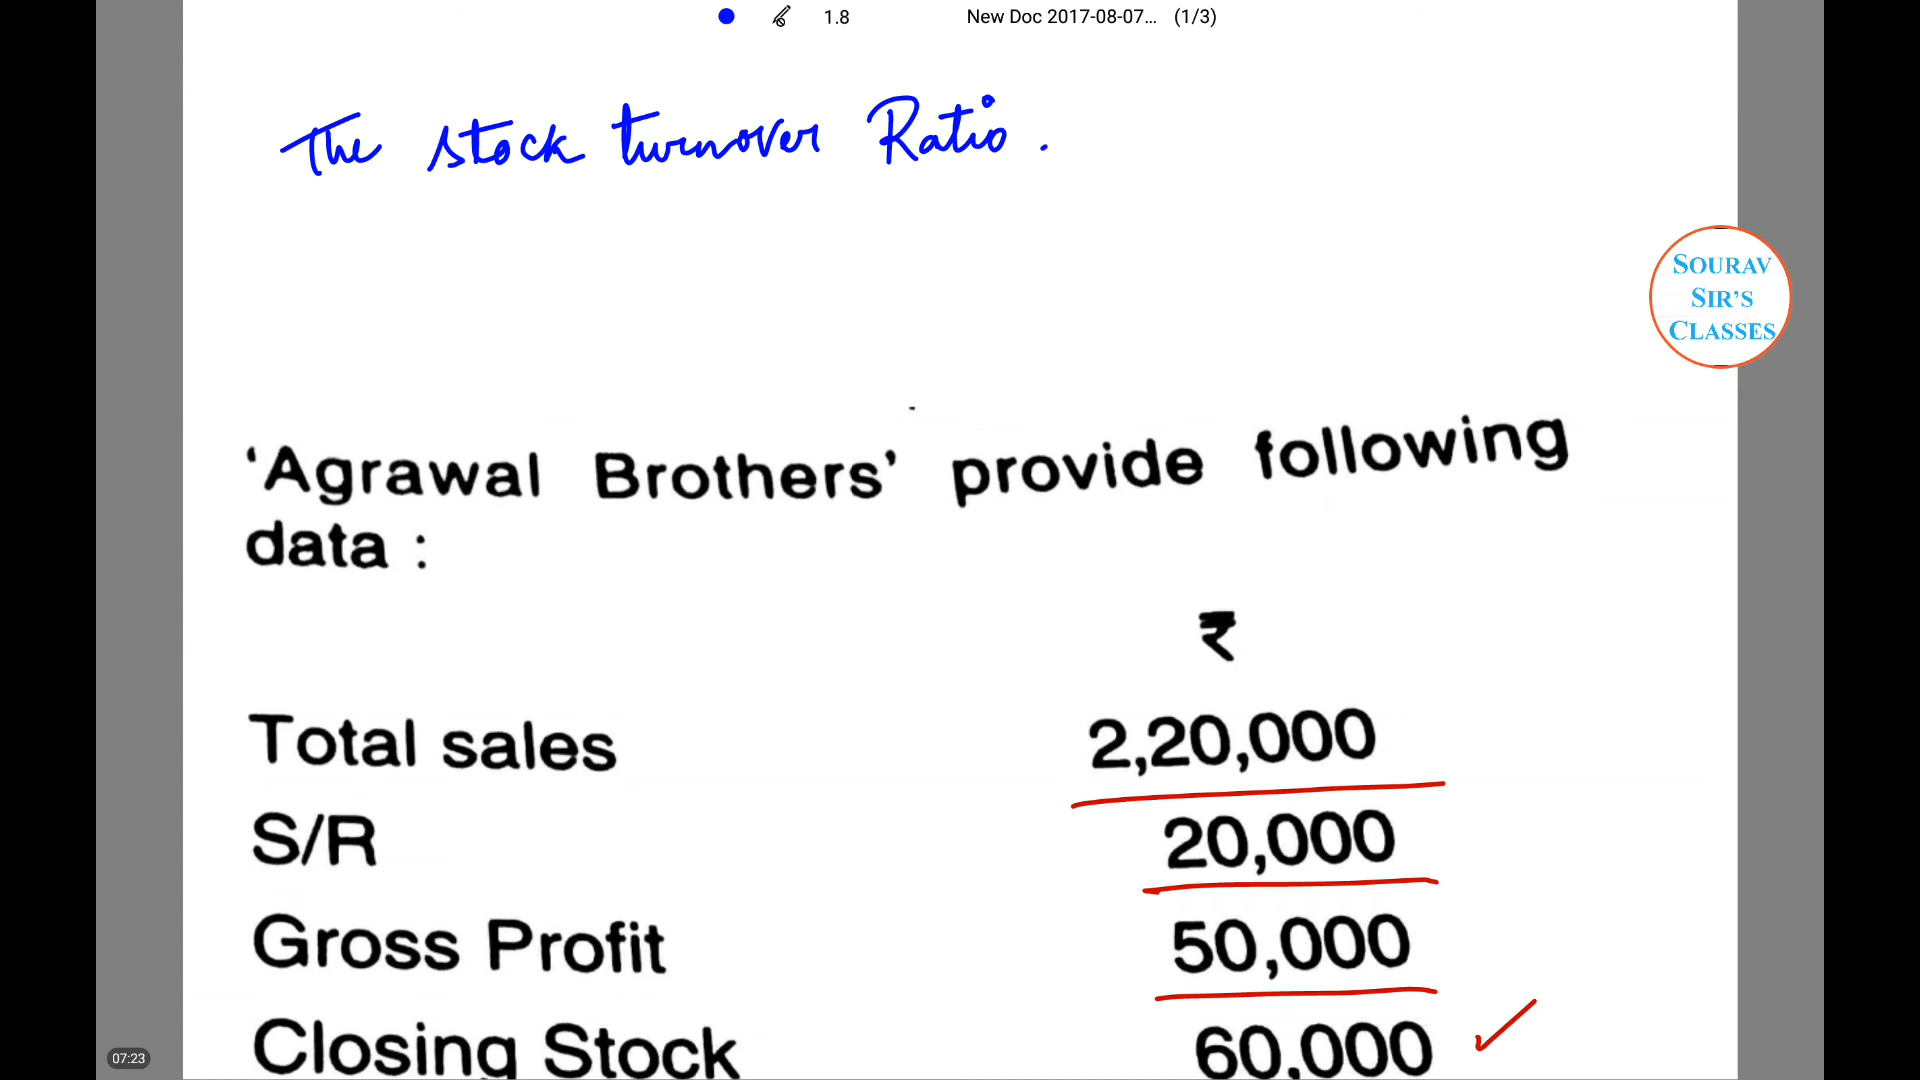 1.8 New Doc 2017-08-07... (1/3)
The stock turnover Ratio.
SOURAV
SIR'S
CLASSES
'Agrawal Brothers' provide following
data :
₹
Total sales 2,20,000
S/R 20,000
Gross Profit 50,000
Closing Stock 60,000
07:23